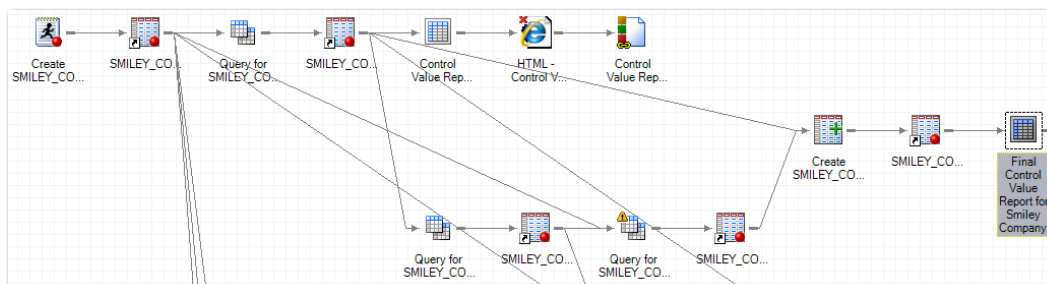 Create
SMILEY_CO...
SMILEY_CO...
Query for
SMILEY_CO...
SMILEY_CO...
Control
Value Rep...
HTML -
Control V...
Control
Value Rep...
Create
SMILEY_CO...
SMILEY_CO...
Final
Control
Value
Report for
Smiley
Company
Query for
SMILEY_CO...
SMILEY_CO...
Query for
SMILEY_CO...
SMILEY_CO...